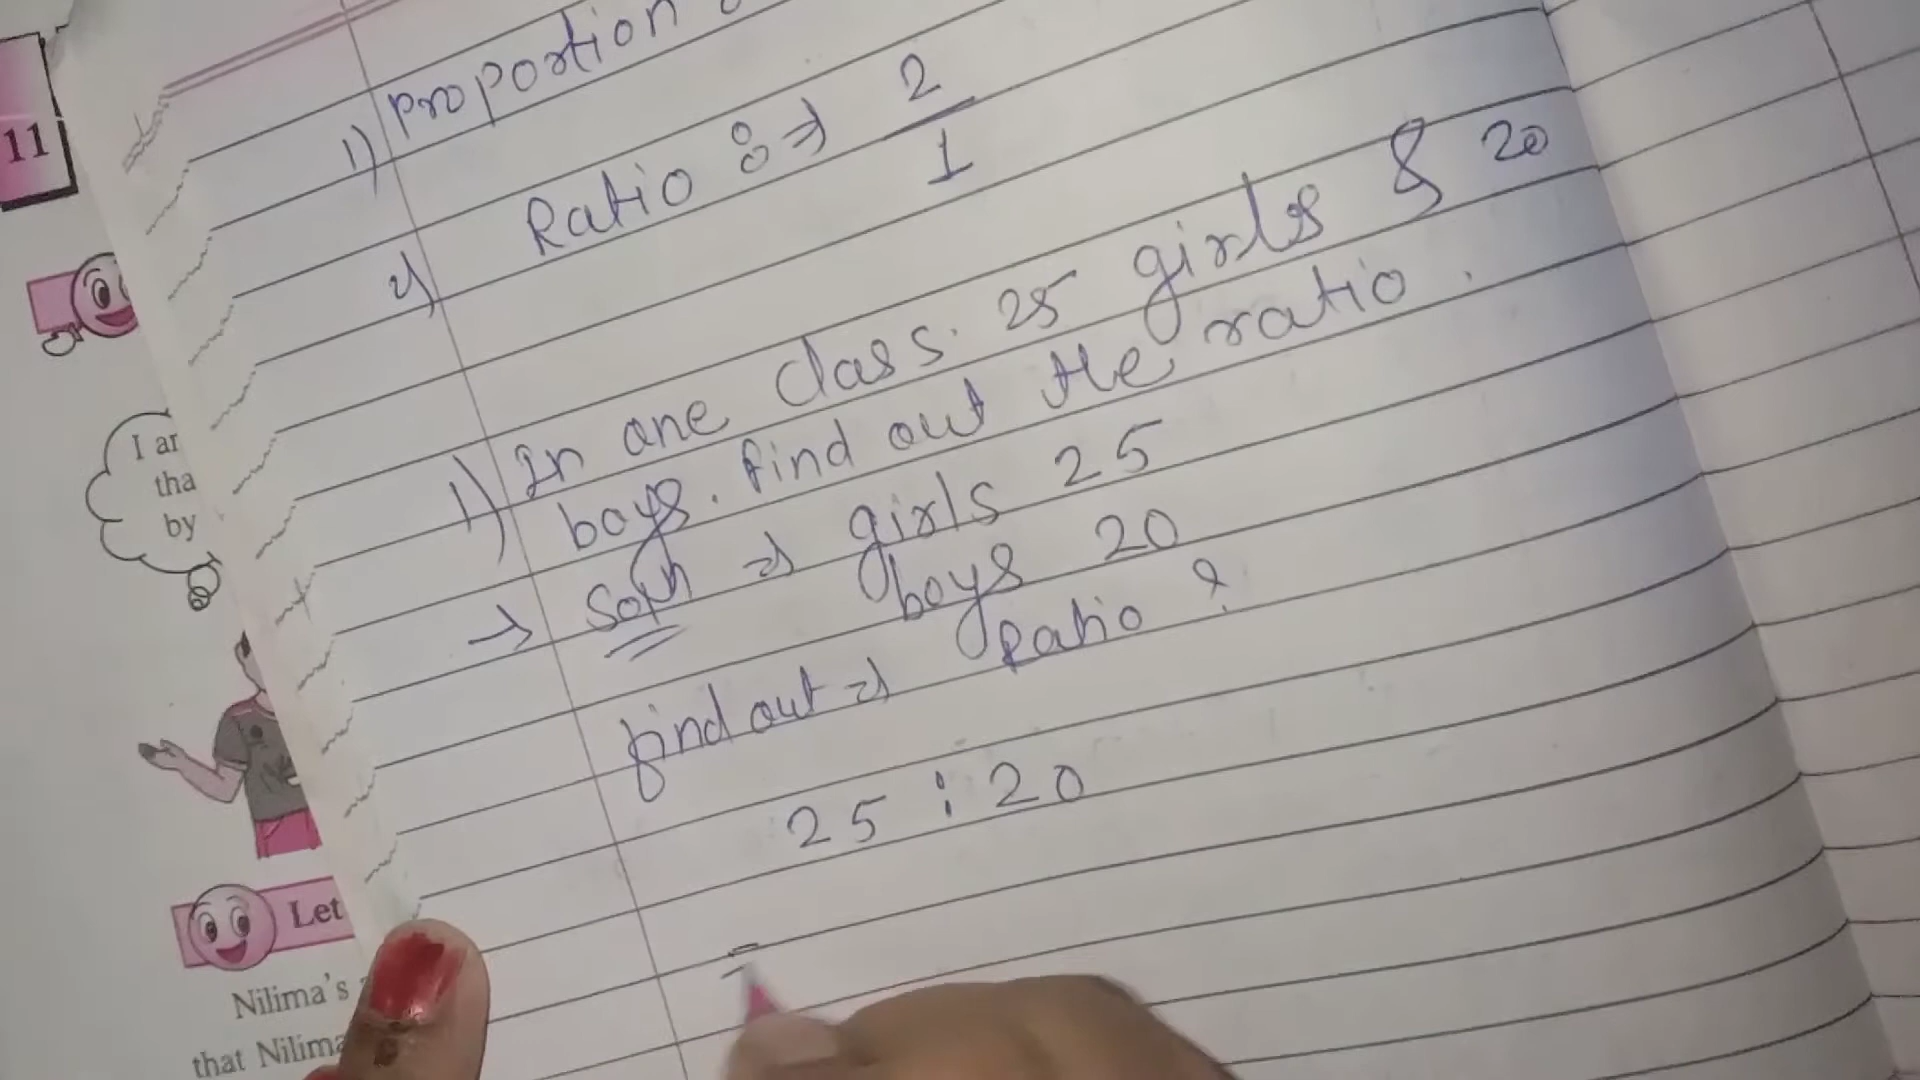 11
1) proportion
2) Ratio :⇒ 2/1
1) In one class. 25 girls & 20
boys. find out the ratio.
→ Soln ⇒ girls 25
boys 20
find out ⇒ Ratio ?
25 : 20
=
I ar
tha
by
Let
Nilima's
that Nilima